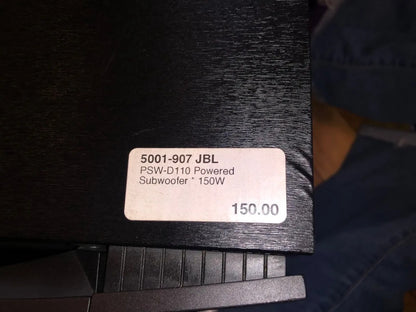 5001-907 JBL
PSW-D110 Powered
Subwoofer * 150W
150.00